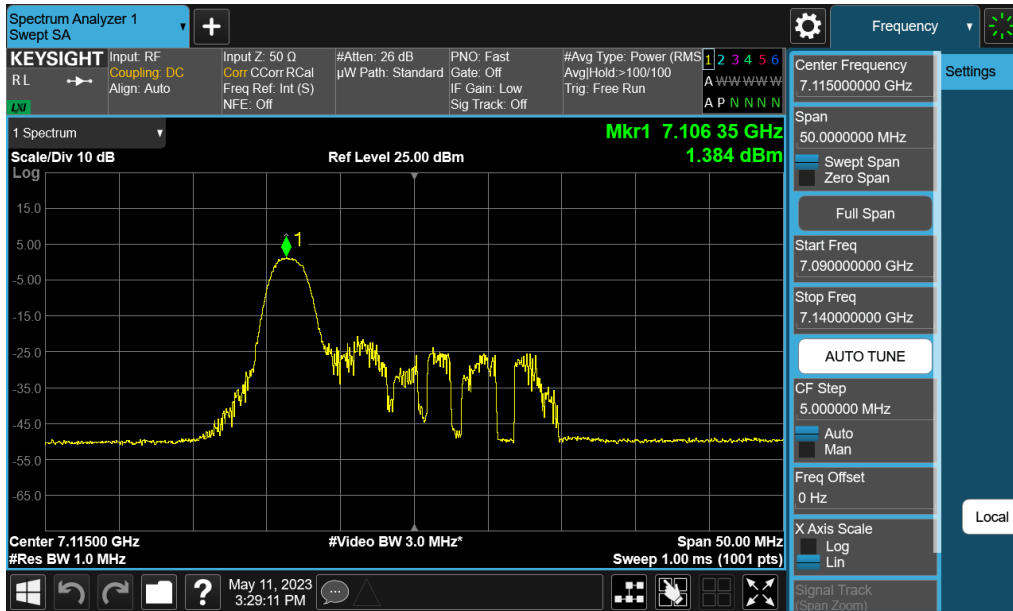 Spectrum Analyzer 1
Swept SA
+
Frequency
KEYSIGHT
R L
LXI
Input: RF
Coupling: DC
Align: Auto
Input Z: 50 Ω
Corr CCorr RCal
Freq Ref: Int (S)
NFE: Off
#Atten: 26 dB
µW Path: Standard
PNO: Fast
Gate: Off
IF Gain: Low
Sig Track: Off
#Avg Type: Power (RMS
Avg|Hold:>100/100
Trig: Free Run
1 2 3 4 5 6
A W W W W W
A P N N N N
1 Spectrum
Scale/Div 10 dB
Log
Ref Level 25.00 dBm
Mkr1 7.106 35 GHz
1.384 dBm
1
15.0
5.00
-5.00
-15.0
-25.0
-35.0
-45.0
-55.0
-65.0
Center 7.11500 GHz
#Res BW 1.0 MHz
#Video BW 3.0 MHz*
Span 50.00 MHz
Sweep 1.00 ms (1001 pts)
?
May 11, 2023
3:29:11 PM
Center Frequency
7.115000000 GHz
Span
50.0000000 MHz
Swept Span
Zero Span
Full Span
Start Freq
7.090000000 GHz
Stop Freq
7.140000000 GHz
AUTO TUNE
CF Step
5.000000 MHz
Auto
Man
Freq Offset
0 Hz
X Axis Scale
Log
Lin
Signal Track
(Span Zoom)
Settings
Local